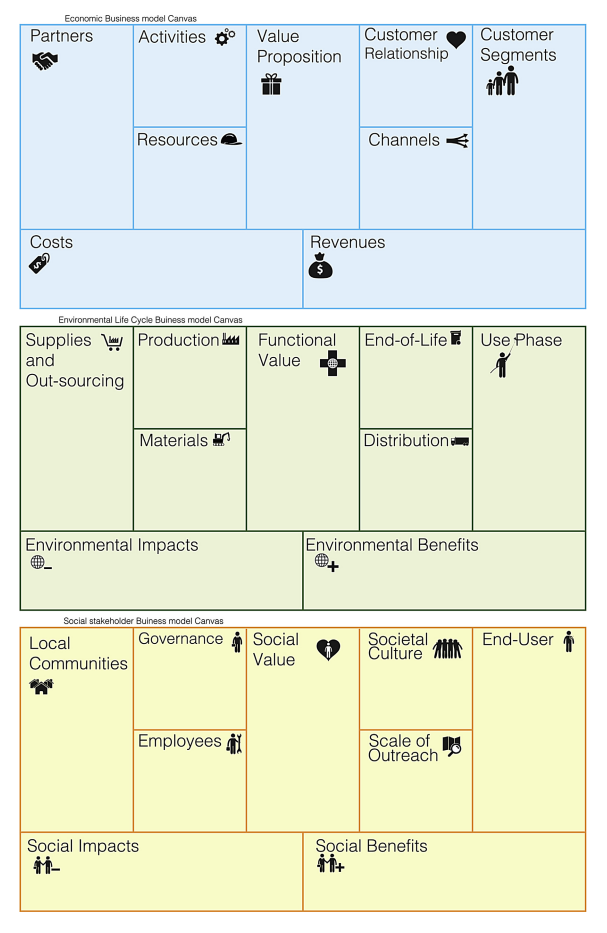 Economic Business model Canvas
Partners
Activities
Value
Proposition
Customer
Relationship
Customer
Segments
Resources
Channels
Costs
$
Revenues
$
Environmental Life Cycle Buiness model Canvas
Supplies
and
Out-sourcing
Production
Functional
Value
End-of-Life
Use Phase
Materials
Distribution
Environmental Impacts
Environmental Benefits
Social stakeholder Buiness model Canvas
Local
Communities
Governance
Social
Value
Societal
Culture
End-User
Employees
Scale of
Outreach
Social Impacts
Social Benefits